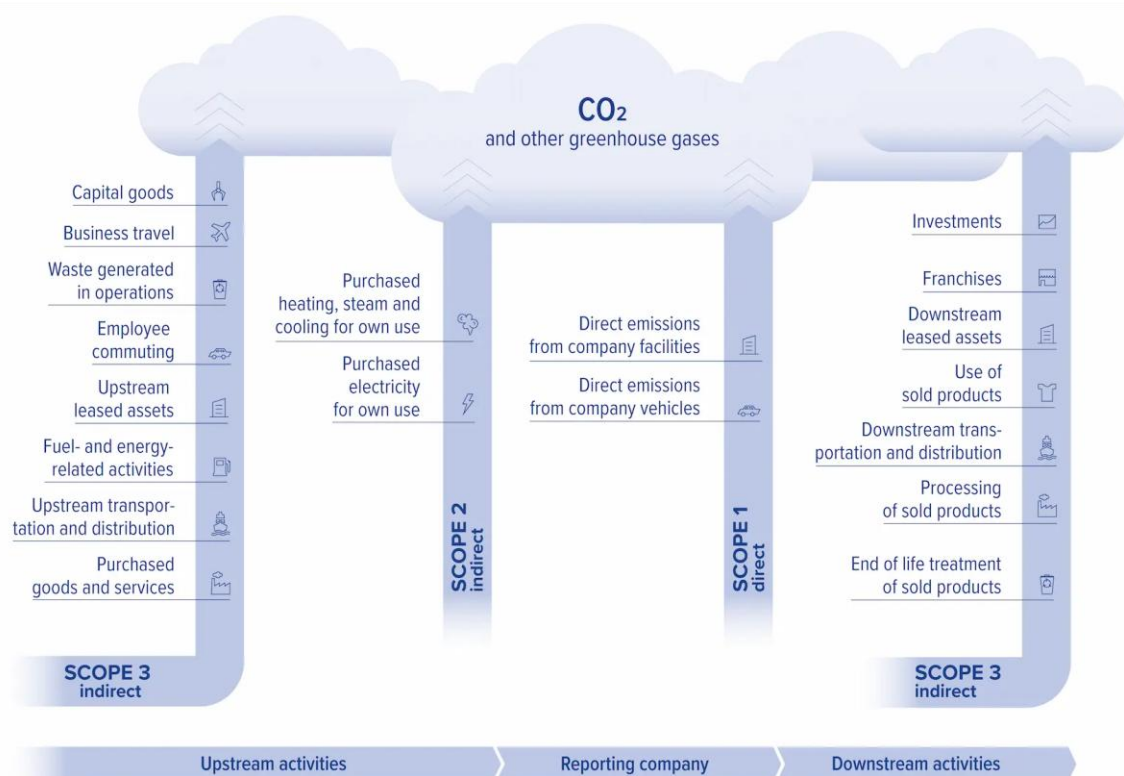 CO₂
and other greenhouse gases
Capital goods
Business travel
Waste generated
in operations
Employee
commuting
Upstream
leased assets
Fuel- and energy-
related activities
Upstream transpor-
tation and distribution
Purchased
goods and services
SCOPE 3
indirect
Purchased
heating, steam and
cooling for own use
Purchased
electricity
for own use
SCOPE 2
indirect
Direct emissions
from company facilities
Direct emissions
from company vehicles
SCOPE 1
direct
Investments
Franchises
Downstream
leased assets
Use of
sold products
Downstream trans-
portation and distribution
Processing
of sold products
End of life treatment
of sold products
SCOPE 3
indirect
Upstream activities
Reporting company
Downstream activities